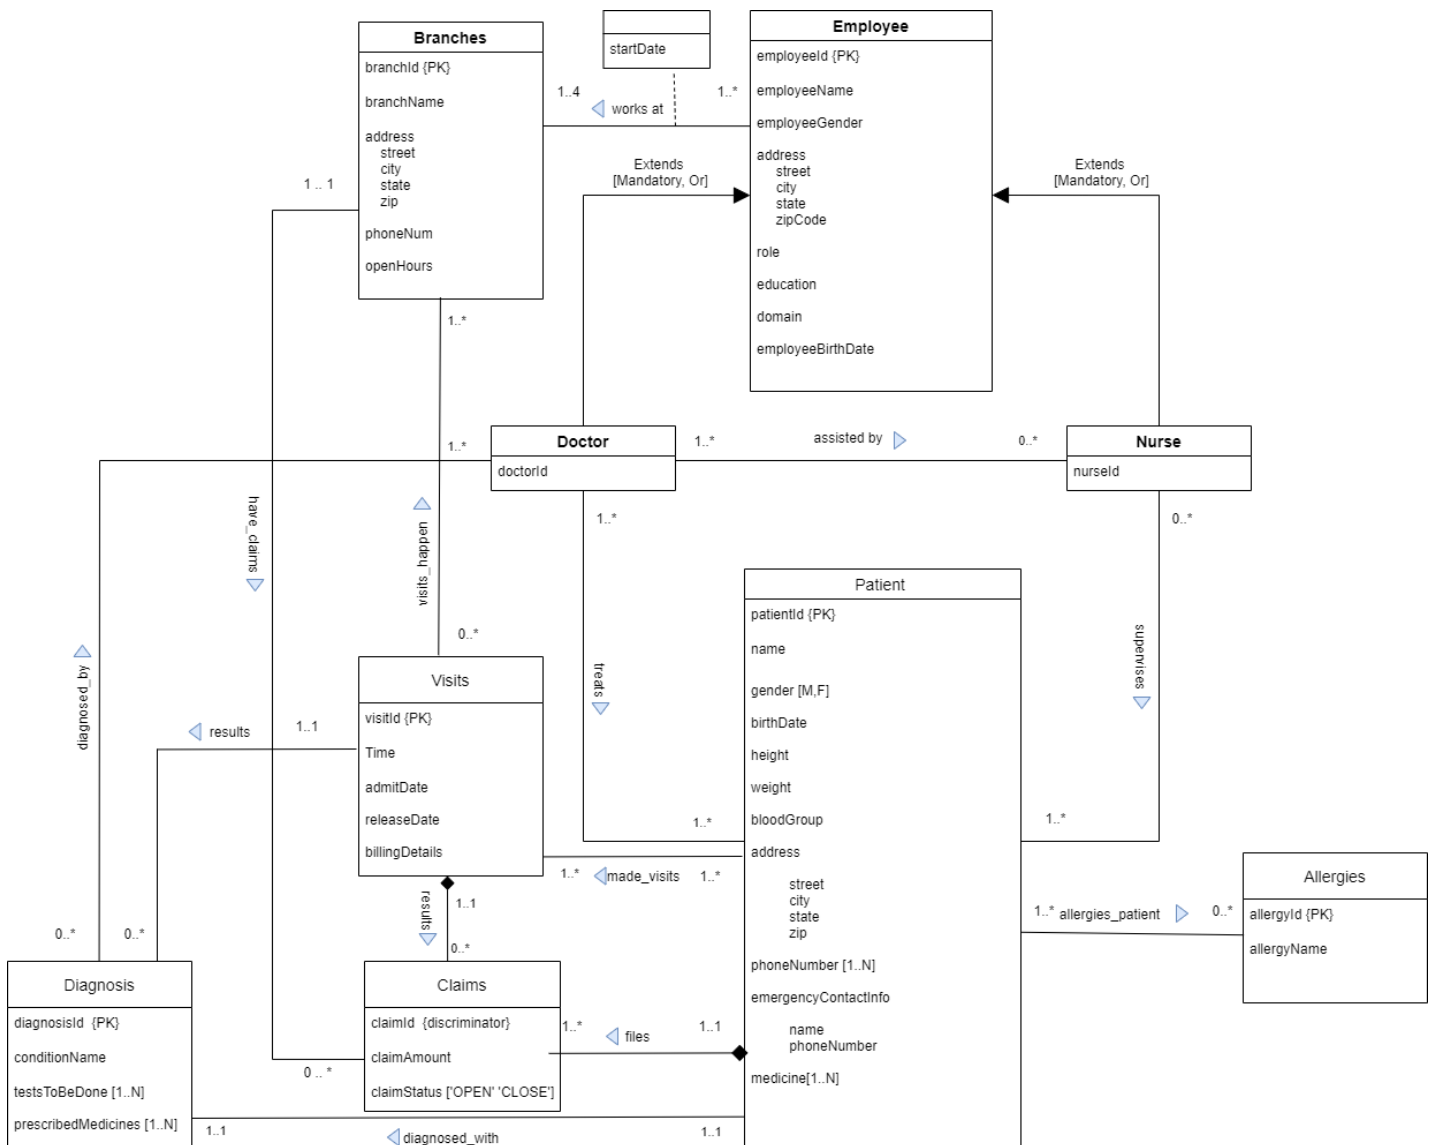 Branches
branchId {PK}
branchName
address
street
city
state
zip
phoneNum
openHours
startDate
1..4
works at
1..*
Employee
employeeId {PK}
employeeName
employeeGender
address
street
city
state
zipCode
role
education
domain
employeeBirthDate
Extends
[Mandatory, Or]
Extends
[Mandatory, Or]
1 .. 1
1..*
1..*
Doctor
doctorId
1..*
assisted by
0..*
Nurse
nurseId
have_claims
visits_happen
1..*
0..*
0..*
diagnosed_by
treats
supervises
Patient
patientId {PK}
name
gender [M,F]
birthDate
height
weight
bloodGroup
address
street
city
state
zip
phoneNumber [1..N]
emergencyContactInfo
name
phoneNumber
medicine[1..N]
Visits
visitId {PK}
Time
admitDate
releaseDate
billingDetails
results
1..1
1..*
1..*
1..*
made_visits
1..*
results
1..1
0..*
1..*
allergies_patient
0..*
Allergies
allergyId {PK}
allergyName
0..*
0..*
Diagnosis
diagnosisId {PK}
conditionName
testsToBeDone [1..N]
prescribedMedicines [1..N]
Claims
claimId {discriminator}
claimAmount
claimStatus ['OPEN' 'CLOSE']
1..*
files
1..1
0 .. *
1..1
diagnosed_with
1..1